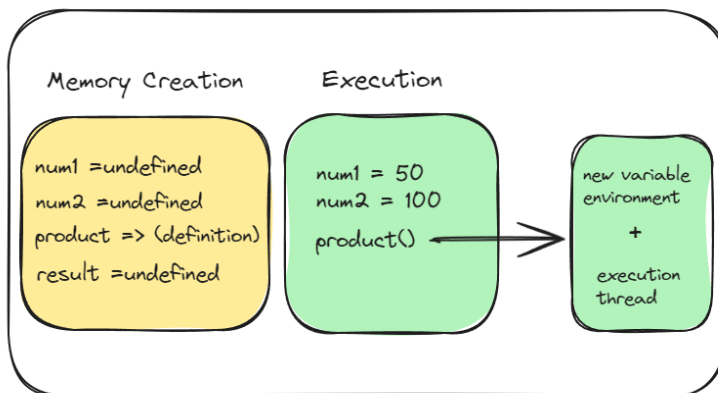 Memory Creation
num1 =undefined
num2 =undefined
product => (definition)
result =undefined
Execution
num1 = 50
num2 = 100
product()
new variable
environment
+
execution
thread